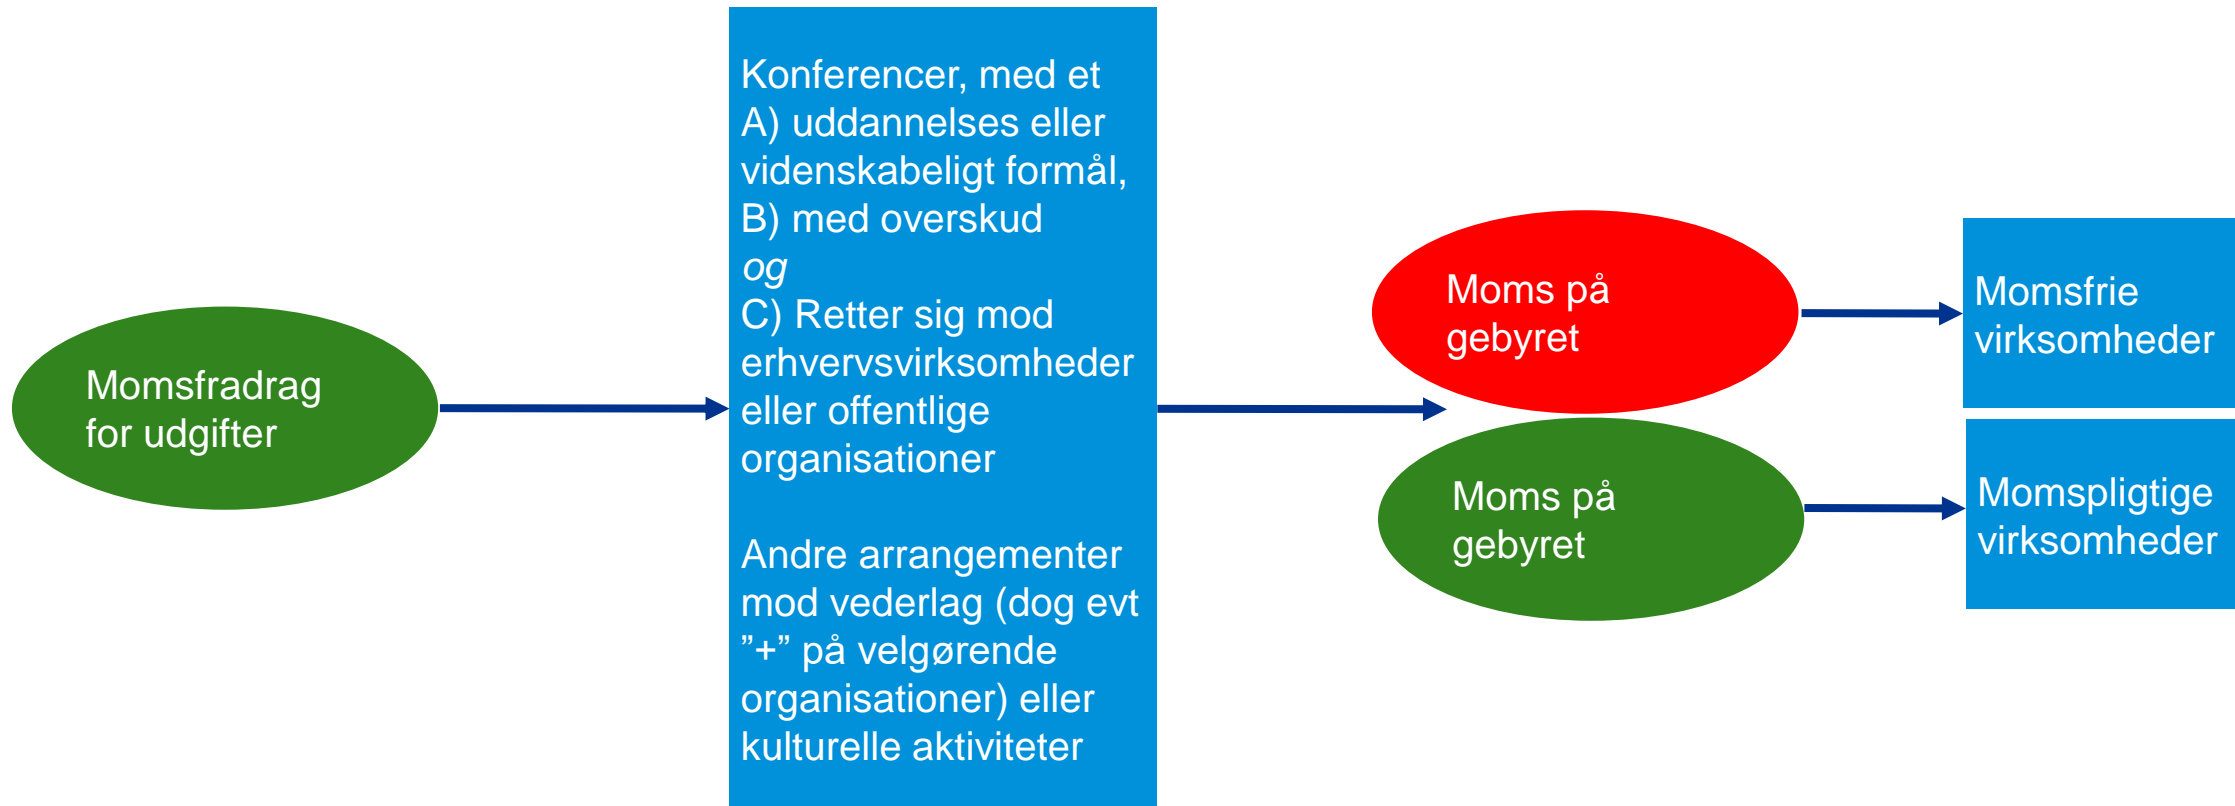 Momsfradrag
for udgifter
Konferencer, med et
A) uddannelses eller
videnskabeligt formål,
B) med overskud
og
C) Retter sig mod
erhvervsvirksomheder
eller offentlige
organisationer
Andre arrangementer
mod vederlag (dog evt
”+” på velgørende
organisationer) eller
kulturelle aktiviteter
Moms på
gebyret
Momsfrie
virksomheder
Moms på
gebyret
Momspligtige
virksomheder